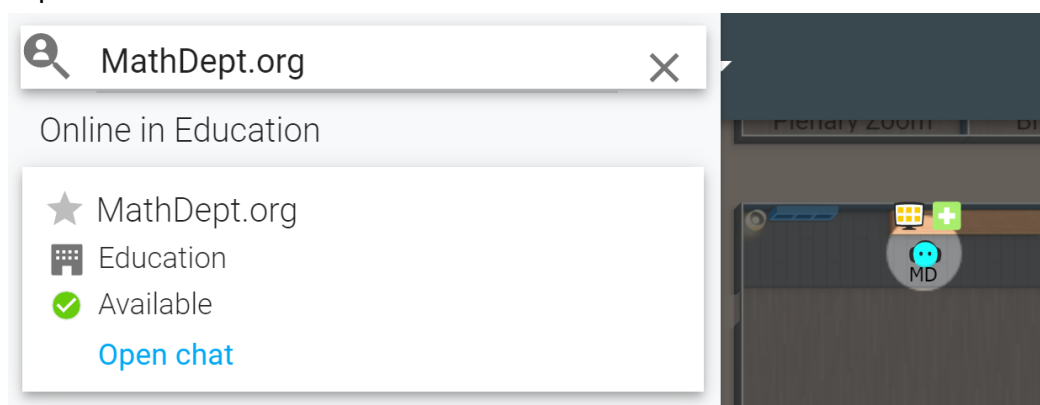 MathDept.org
Online in Education
MathDept.org
Education
Available
Open chat
Plenary Zoom
MD